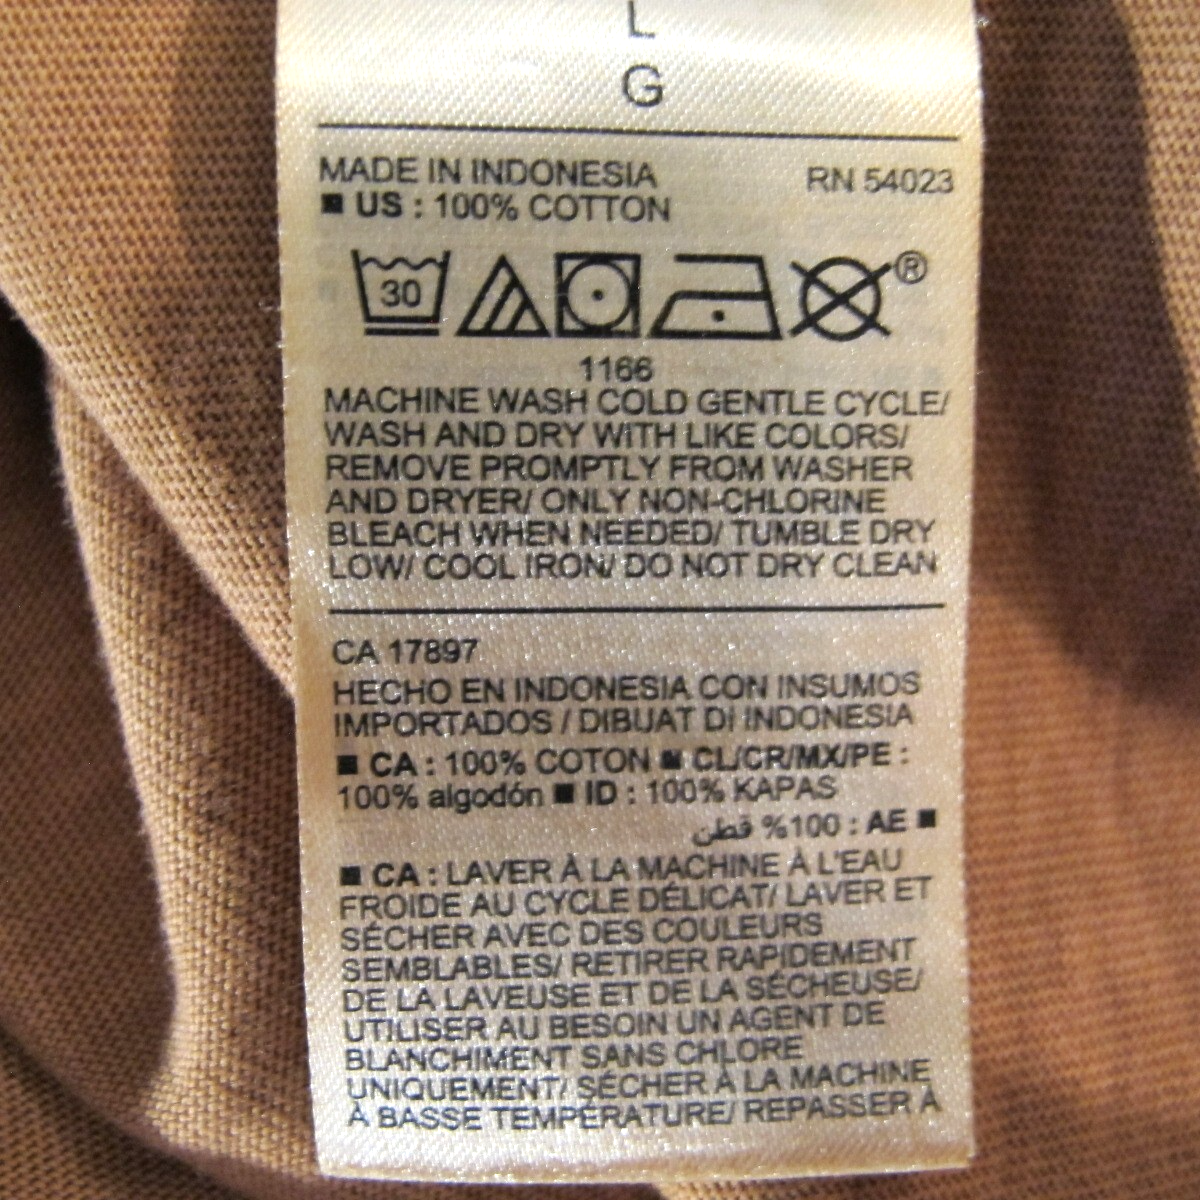 L
G
MADE IN INDONESIA RN 54023
■ US : 100% COTTON
30 ®
1166
MACHINE WASH COLD GENTLE CYCLE/
WASH AND DRY WITH LIKE COLORS/
REMOVE PROMPTLY FROM WASHER
AND DRYER/ ONLY NON-CHLORINE
BLEACH WHEN NEEDED/ TUMBLE DRY
LOW/ COOL IRON/ DO NOT DRY CLEAN
CA 17897
HECHO EN INDONESIA CON INSUMOS
IMPORTADOS / DIBUAT DI INDONESIA
■ CA : 100% COTON ■ CL/CR/MX/PE :
100% algodón ■ ID : 100% KAPAS
■ AE : 100% قطن
■ CA : LAVER À LA MACHINE À L'EAU
FROIDE AU CYCLE DÉLICAT/ LAVER ET
SÉCHER AVEC DES COULEURS
SEMBLABLES/ RETIRER RAPIDEMENT
DE LA LAVEUSE ET DE LA SÉCHEUSE/
UTILISER AU BESOIN UN AGENT DE
BLANCHIMENT SANS CHLORE
UNIQUEMENT/ SÉCHER À LA MACHINE
À BASSE TEMPÉRATURE/ REPASSER À